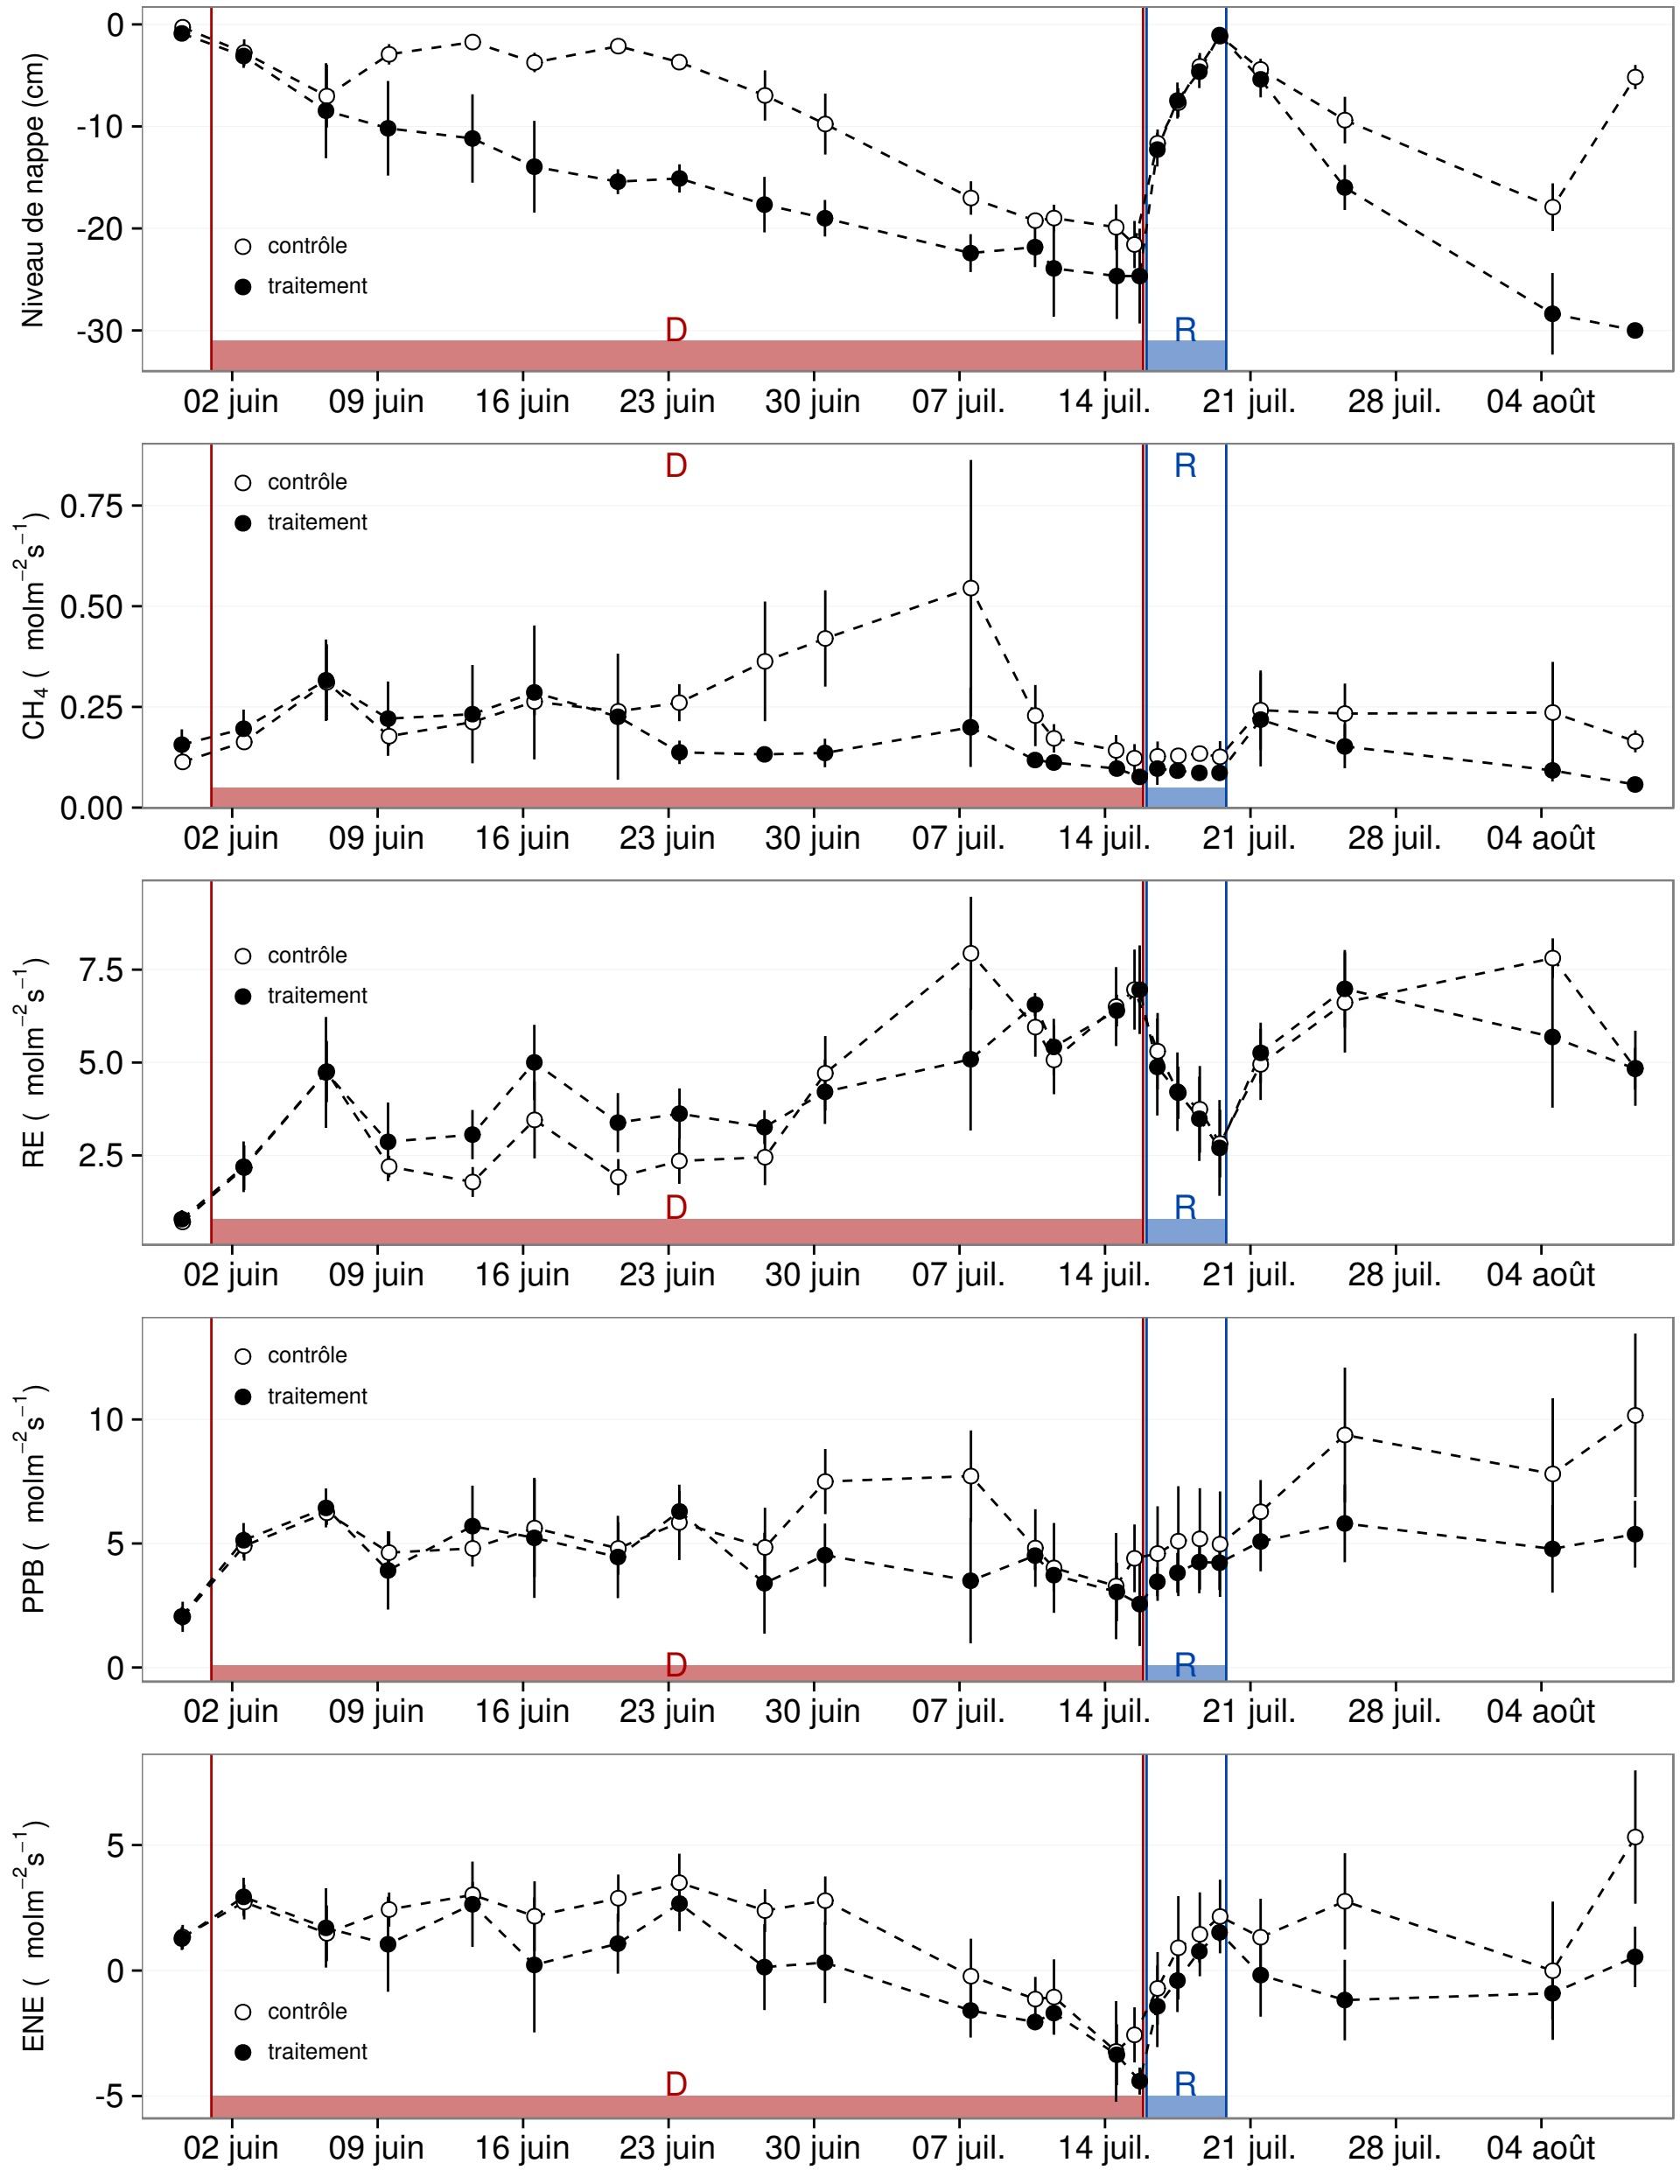 Niveau de nappe (cm)
0
-10
-20
-30
contrôle
traitement
D
R
02 juin 09 juin 16 juin 23 juin 30 juin 07 juil. 14 juil. 21 juil. 28 juil. 04 août
CH₄ ( molm⁻²s⁻¹)
0.75
0.50
0.25
0.00
contrôle
traitement
D
R
02 juin 09 juin 16 juin 23 juin 30 juin 07 juil. 14 juil. 21 juil. 28 juil. 04 août
RE ( molm⁻²s⁻¹)
7.5
5.0
2.5
contrôle
traitement
D
R
02 juin 09 juin 16 juin 23 juin 30 juin 07 juil. 14 juil. 21 juil. 28 juil. 04 août
PPB ( molm⁻²s⁻¹)
10
5
0
contrôle
traitement
D
R
02 juin 09 juin 16 juin 23 juin 30 juin 07 juil. 14 juil. 21 juil. 28 juil. 04 août
ENE ( molm⁻²s⁻¹)
5
0
-5
contrôle
traitement
D
R
02 juin 09 juin 16 juin 23 juin 30 juin 07 juil. 14 juil. 21 juil. 28 juil. 04 août